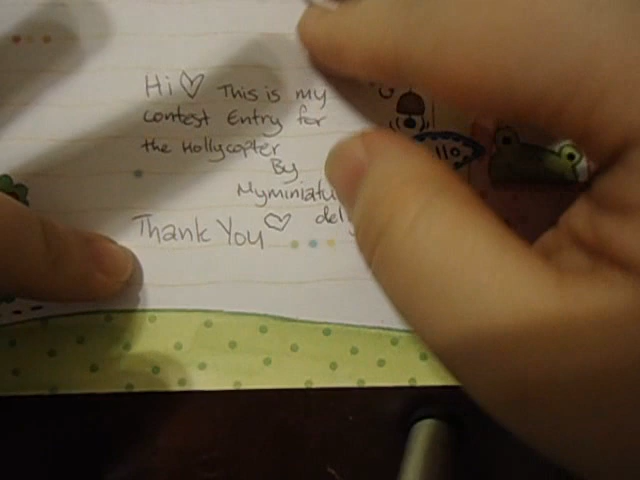 Hi♡ This is my
contest Entry for
the Hollycopter
By
Thank You♡